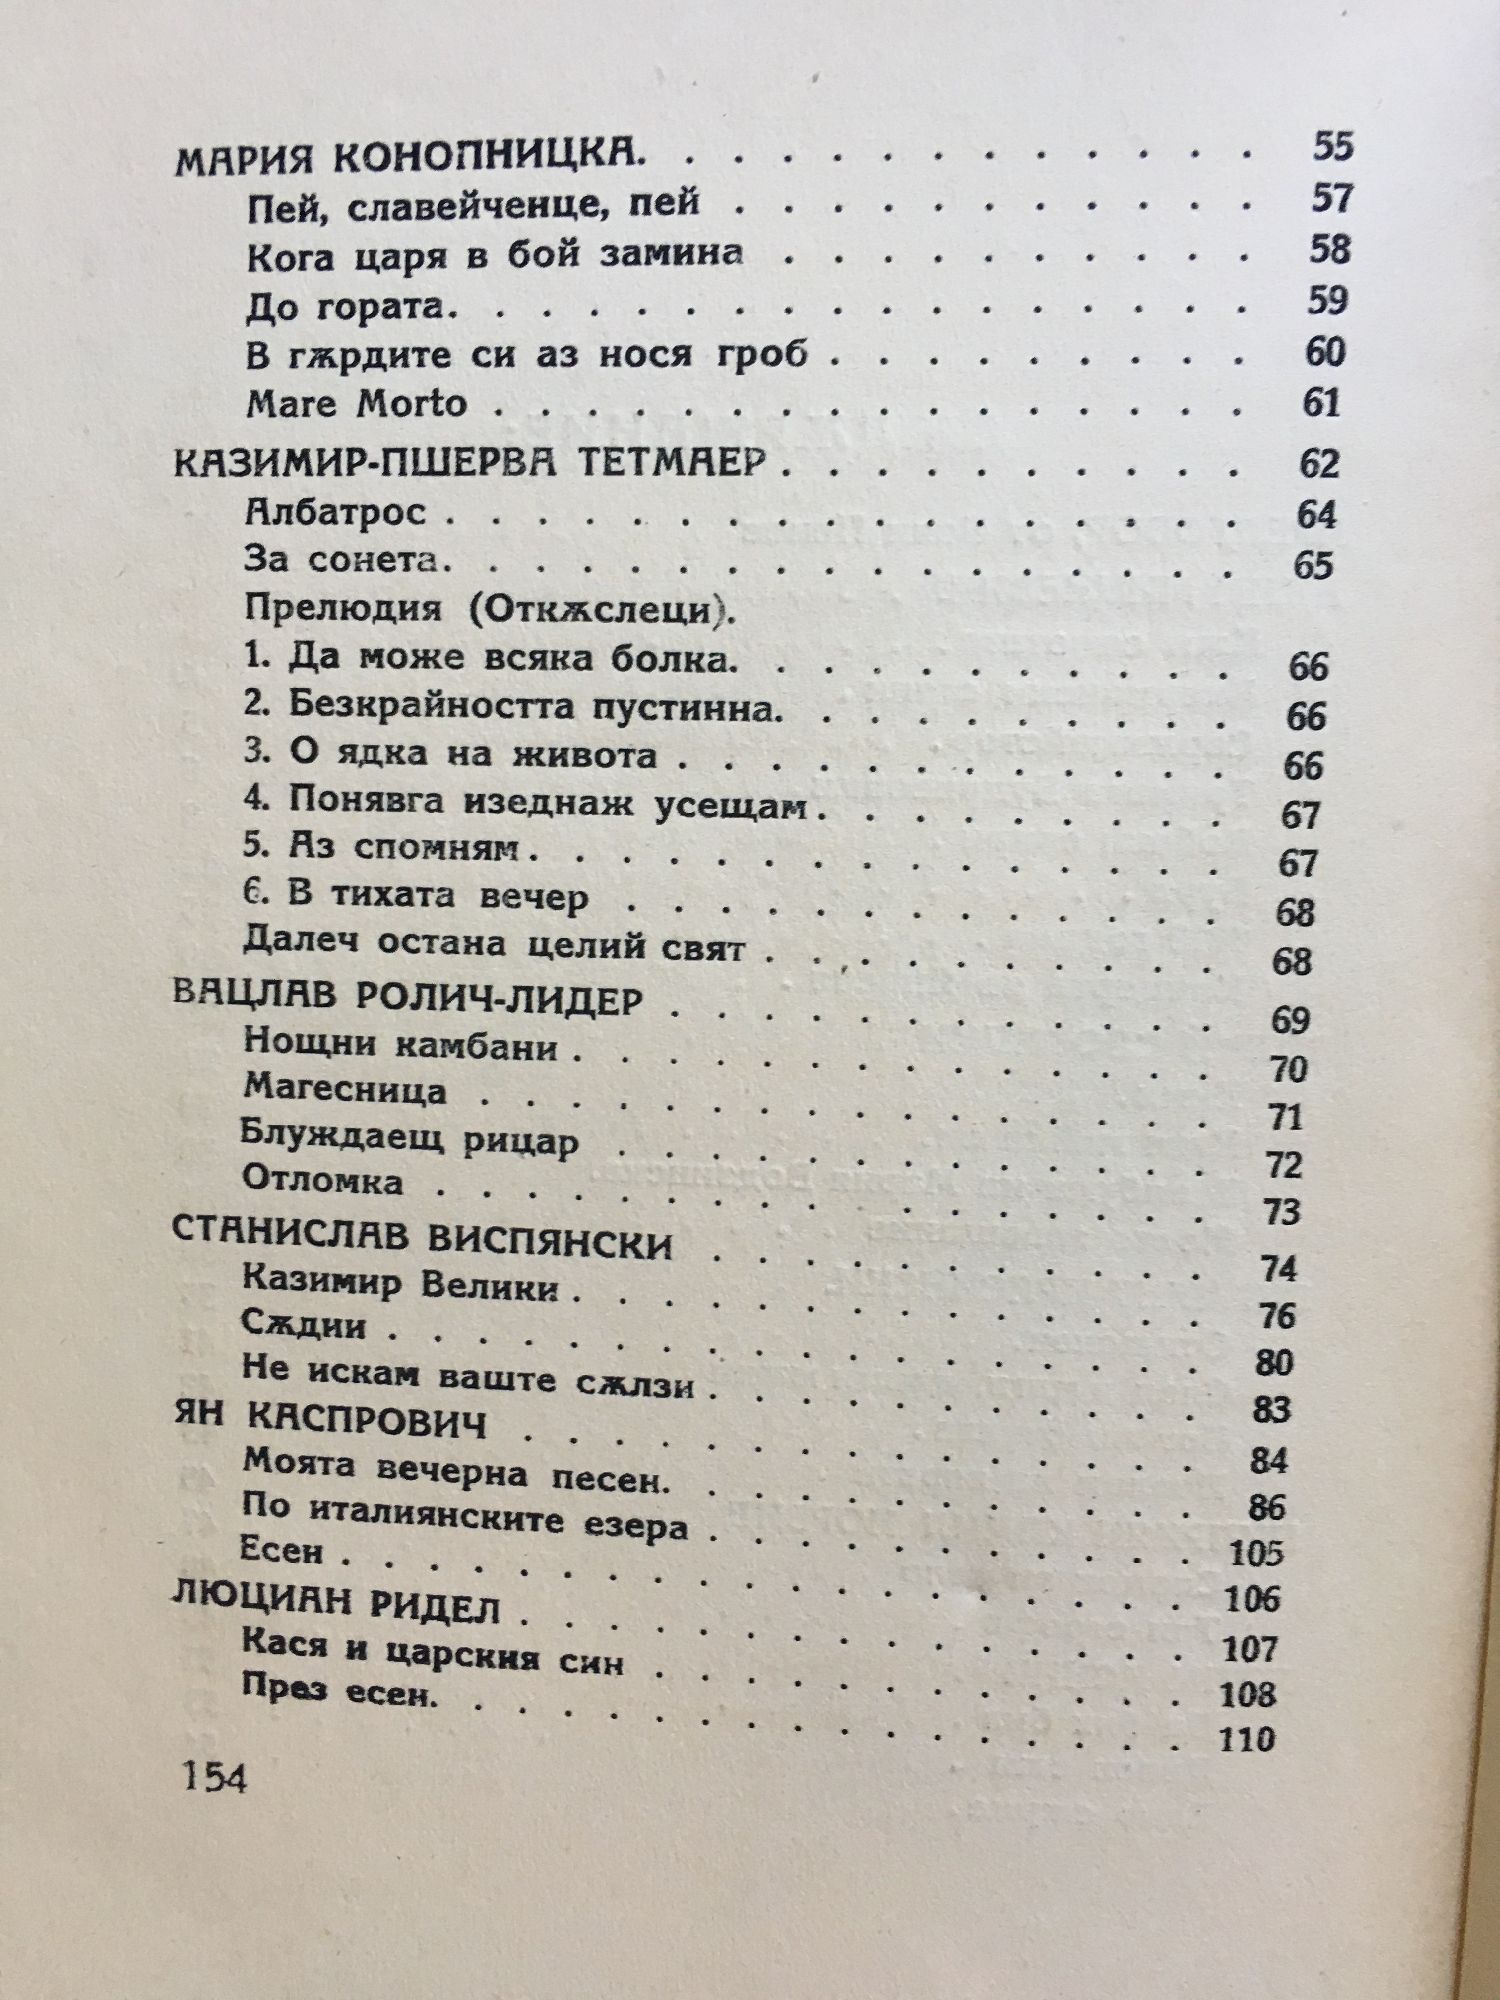 МАРИЯ КОНОПНИЦКА. . . . . . . . . . . . . 55
Пей, славейченце, пей . . . . . . . . . . . 57
Кога царя в бой замина . . . . . . . . . . 58
До гората. . . . . . . . . . . . . . . . . 59
В гѫрдите си аз нося гроб . . . . . . . . . 60
Mare Morto . . . . . . . . . . . . . . . . 61
КАЗИМИР-ПШЕРВА ТЕТМАЕР . . . . . . . . . . 62
Албатрос . . . . . . . . . . . . . . . . . 64
За сонета. . . . . . . . . . . . . . . . . 65
Прелюдия (Откѫслеци).
1. Да може всяка болка. . . . . . . . . . . 66
2. Безкрайността пустинна. . . . . . . . . . 66
3. О ядка на живота . . . . . . . . . . . . 66
4. Понявга изеднаж усещам . . . . . . . . . 67
5. Аз спомням . . . . . . . . . . . . . . . 67
6. В тихата вечер . . . . . . . . . . . . . 68
Далеч остана целий свят . . . . . . . . . . 68
ВАЦЛАВ РОЛИЧ-ЛИДЕР . . . . . . . . . . . . 69
Нощни камбани . . . . . . . . . . . . . . 70
Магесница . . . . . . . . . . . . . . . . 71
Блуждаещ рицар . . . . . . . . . . . . . 72
Отломка . . . . . . . . . . . . . . . . . 73
СТАНИСЛАВ ВИСПЯНСКИ . . . . . . . . . . . 74
Казимир Велики . . . . . . . . . . . . . . 76
Сѫдии . . . . . . . . . . . . . . . . . . 80
Не искам ваште сѫлзи . . . . . . . . . . . 83
ЯН КАСПРОВИЧ . . . . . . . . . . . . . . . 84
Моята вечерна песен. . . . . . . . . . . . 86
По италиянските езера . . . . . . . . . . . 105
Есен . . . . . . . . . . . . . . . . . . . 106
ЛЮЦИАН РИДЕЛ . . . . . . . . . . . . . . . 107
Кася и царския син . . . . . . . . . . . . 108
През есен. . . . . . . . . . . . . . . . . 110
154